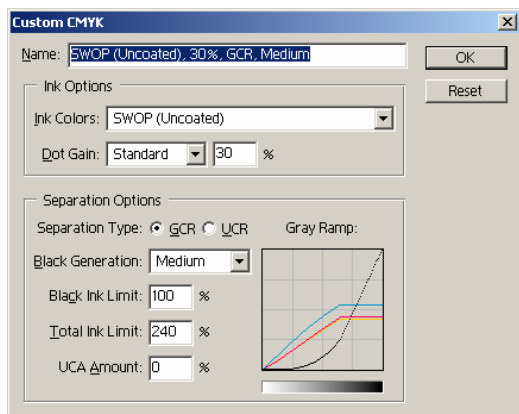 Custom CMYK
Name: SWOP (Uncoated), 30%, GCR, Medium
OK
Reset
Ink Options
Ink Colors: SWOP (Uncoated)
Dot Gain: Standard 30 %
Separation Options
Separation Type: GCR UCR
Gray Ramp:
Black Generation: Medium
Black Ink Limit: 100 %
Total Ink Limit: 240 %
UCA Amount: 0 %